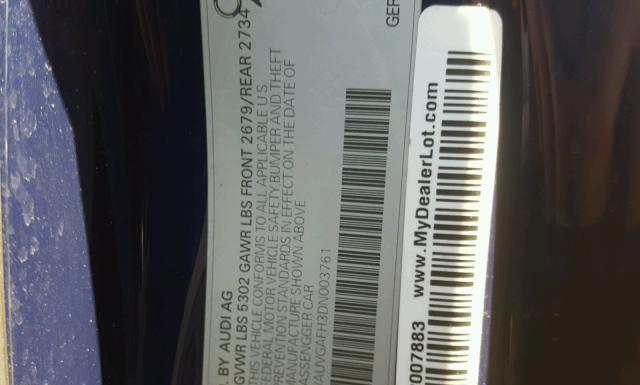 BY AUDI AG
GVWR LBS 5302 GAWR LBS FRONT 2679/REAR 2734
THIS VEHICLE CONFORMS TO ALL APPLICABLE U.S
FEDERAL MOTOR VEHICLE SAFETY BUMPER AND THEFT
PREVENTION STANDARDS IN EFFECT ON THE DATE OF
MANUFACTURE SHOWN ABOVE
PASSENGER CAR
WAUVGAFH3DN003761
GER
www.MyDealerLot.com
007883